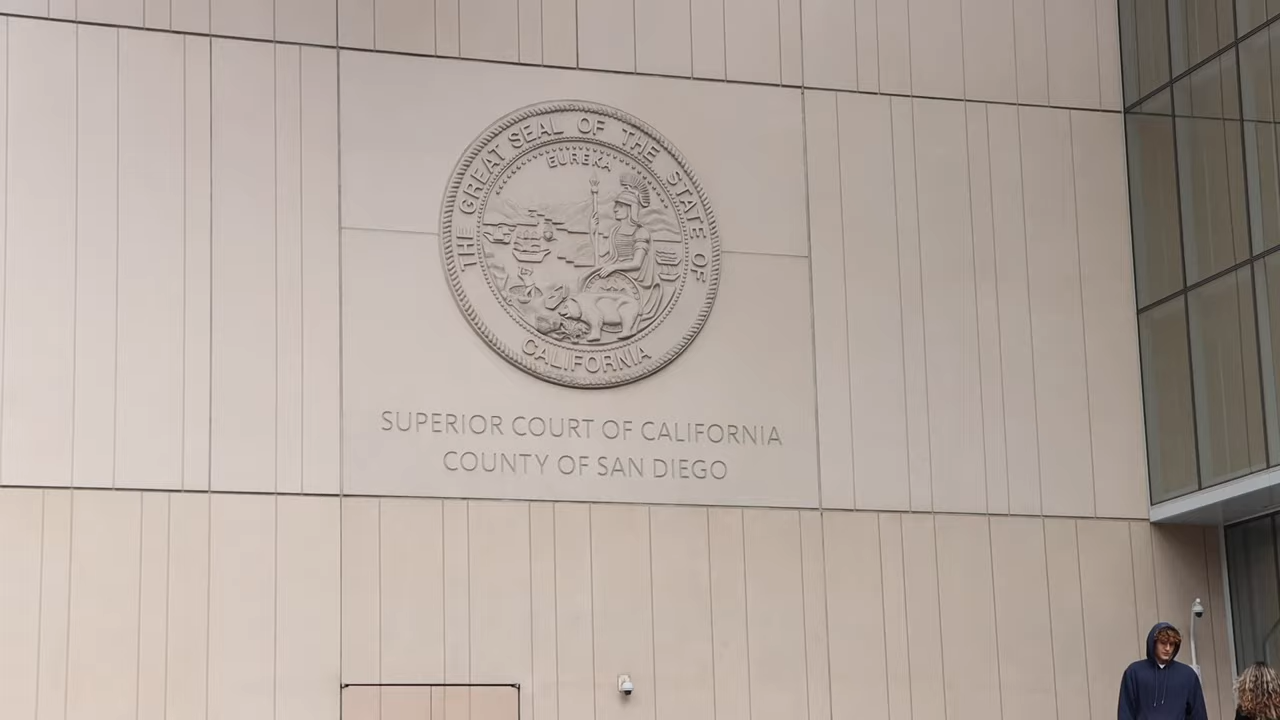 THE GREAT SEAL OF THE STATE OF
CALIFORNIA
EUREKA
SUPERIOR COURT OF CALIFORNIA
COUNTY OF SAN DIEGO